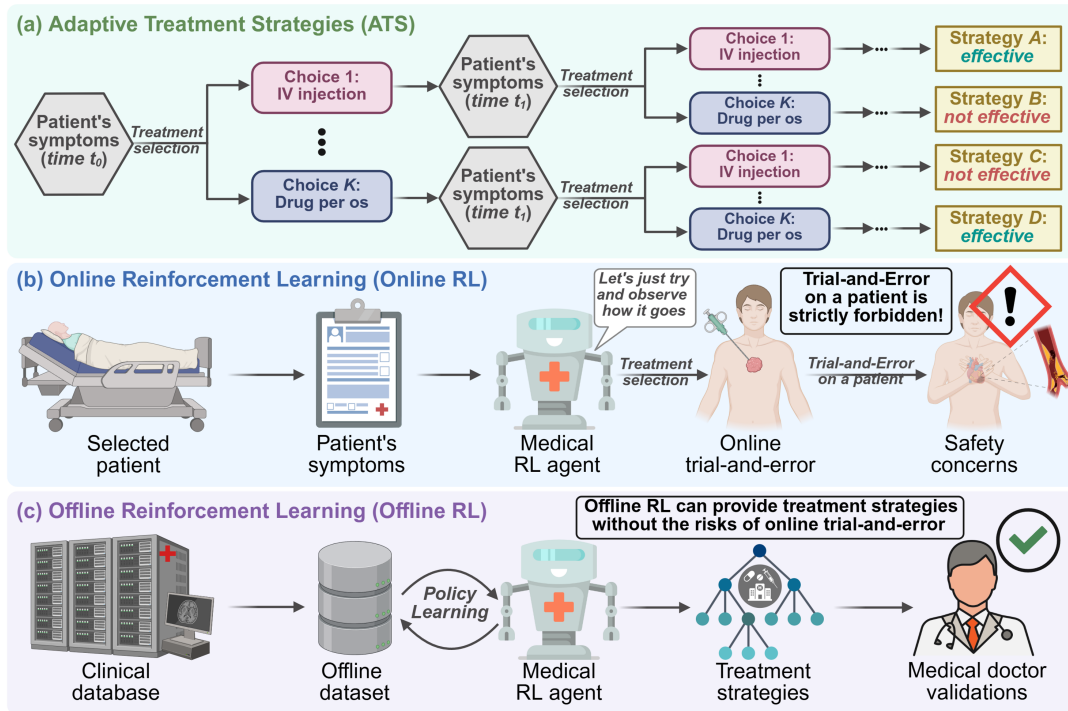 (a) Adaptive Treatment Strategies (ATS)
Patient's
symptoms
(time t₀)
Treatment
selection
Choice 1:
IV injection
Choice K:
Drug per os
Patient's
symptoms
(time t₁)
Patient's
symptoms
(time t₁)
Treatment
selection
Treatment
selection
Choice 1:
IV injection
Choice K:
Drug per os
Choice 1:
IV injection
Choice K:
Drug per os
Strategy A:
effective
Strategy B:
not effective
Strategy C:
not effective
Strategy D:
effective
(b) Online Reinforcement Learning (Online RL)
Let's just try
and observe
how it goes
Trial-and-Error
on a patient is
strictly forbidden!
!
Treatment
selection
Trial-and-Error
on a patient
Selected
patient
Patient's
symptoms
Medical
RL agent
Online
trial-and-error
Safety
concerns
(c) Offline Reinforcement Learning (Offline RL)
Offline RL can provide treatment strategies
without the risks of online trial-and-error
Policy
Learning
Clinical
database
Offline
dataset
Medical
RL agent
Treatment
strategies
Medical doctor
validations